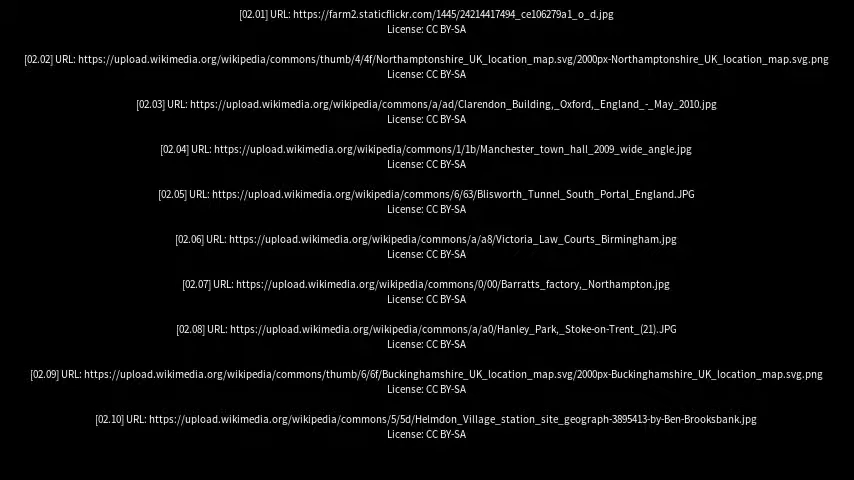 [02.01] URL: https://farm2.staticflickr.com/1445/24214417494_ce106279a1_o_d.jpg
License: CC BY-SA
[02.02] URL: https://upload.wikimedia.org/wikipedia/commons/thumb/4/4f/Northamptonshire_UK_location_map.svg/2000px-Northamptonshire_UK_location_map.svg.png
License: CC BY-SA
[02.03] URL: https://upload.wikimedia.org/wikipedia/commons/a/ad/Clarendon_Building,_Oxford,_England_-_May_2010.jpg
License: CC BY-SA
[02.04] URL: https://upload.wikimedia.org/wikipedia/commons/1/1b/Manchester_town_hall_2009_wide_angle.jpg
License: CC BY-SA
[02.05] URL: https://upload.wikimedia.org/wikipedia/commons/6/63/Blisworth_Tunnel_South_Portal_England.JPG
License: CC BY-SA
[02.06] URL: https://upload.wikimedia.org/wikipedia/commons/a/a8/Victoria_Law_Courts_Birmingham.jpg
License: CC BY-SA
[02.07] URL: https://upload.wikimedia.org/wikipedia/commons/0/00/Barratts_factory,_Northampton.jpg
License: CC BY-SA
[02.08] URL: https://upload.wikimedia.org/wikipedia/commons/a/a0/Hanley_Park,_Stoke-on-Trent_(21).JPG
License: CC BY-SA
[02.09] URL: https://upload.wikimedia.org/wikipedia/commons/thumb/6/6f/Buckinghamshire_UK_location_map.svg/2000px-Buckinghamshire_UK_location_map.svg.png
License: CC BY-SA
[02.10] URL: https://upload.wikimedia.org/wikipedia/commons/5/5d/Helmdon_Village_station_site_geograph-3895413-by-Ben-Brooksbank.jpg
License: CC BY-SA